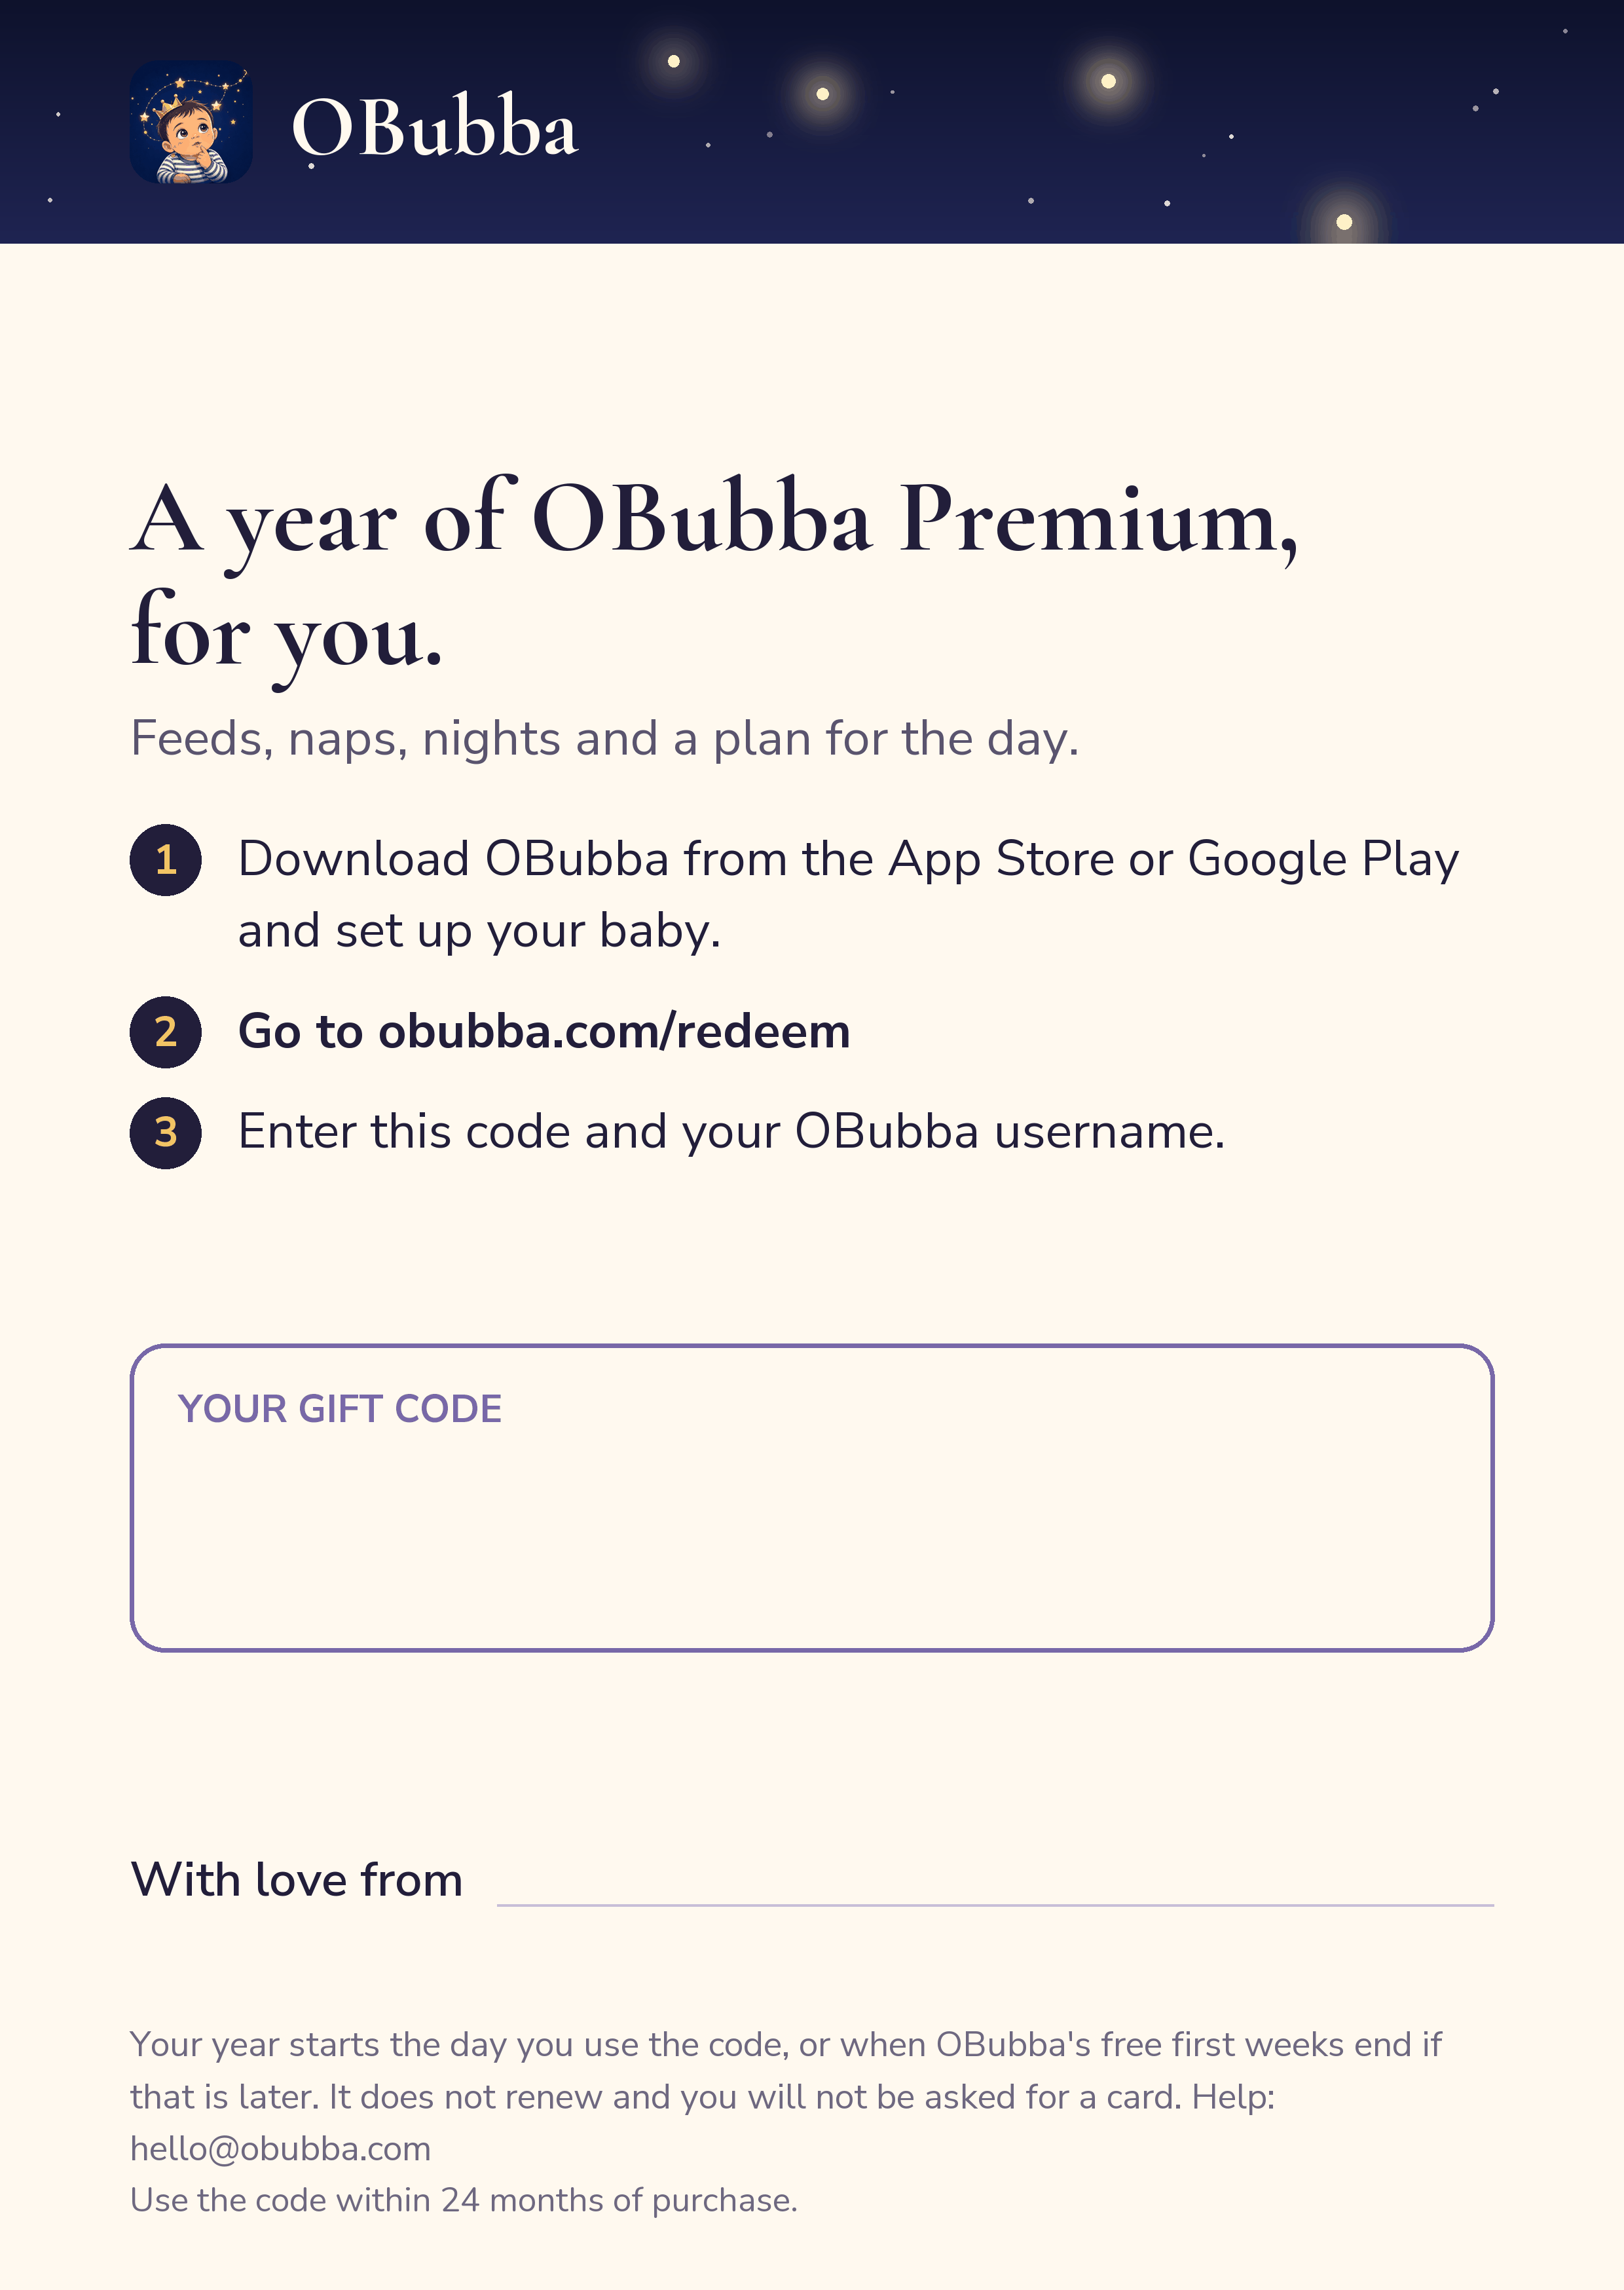 OBubba
A year of OBubba Premium,
for you.
Feeds, naps, nights and a plan for the day.
1 Download OBubba from the App Store or Google Play
and set up your baby.
2 Go to obubba.com/redeem
3 Enter this code and your OBubba username.
YOUR GIFT CODE
With love from
Your year starts the day you use the code, or when OBubba's free first weeks end if
that is later. It does not renew and you will not be asked for a card. Help:
hello@obubba.com
Use the code within 24 months of purchase.